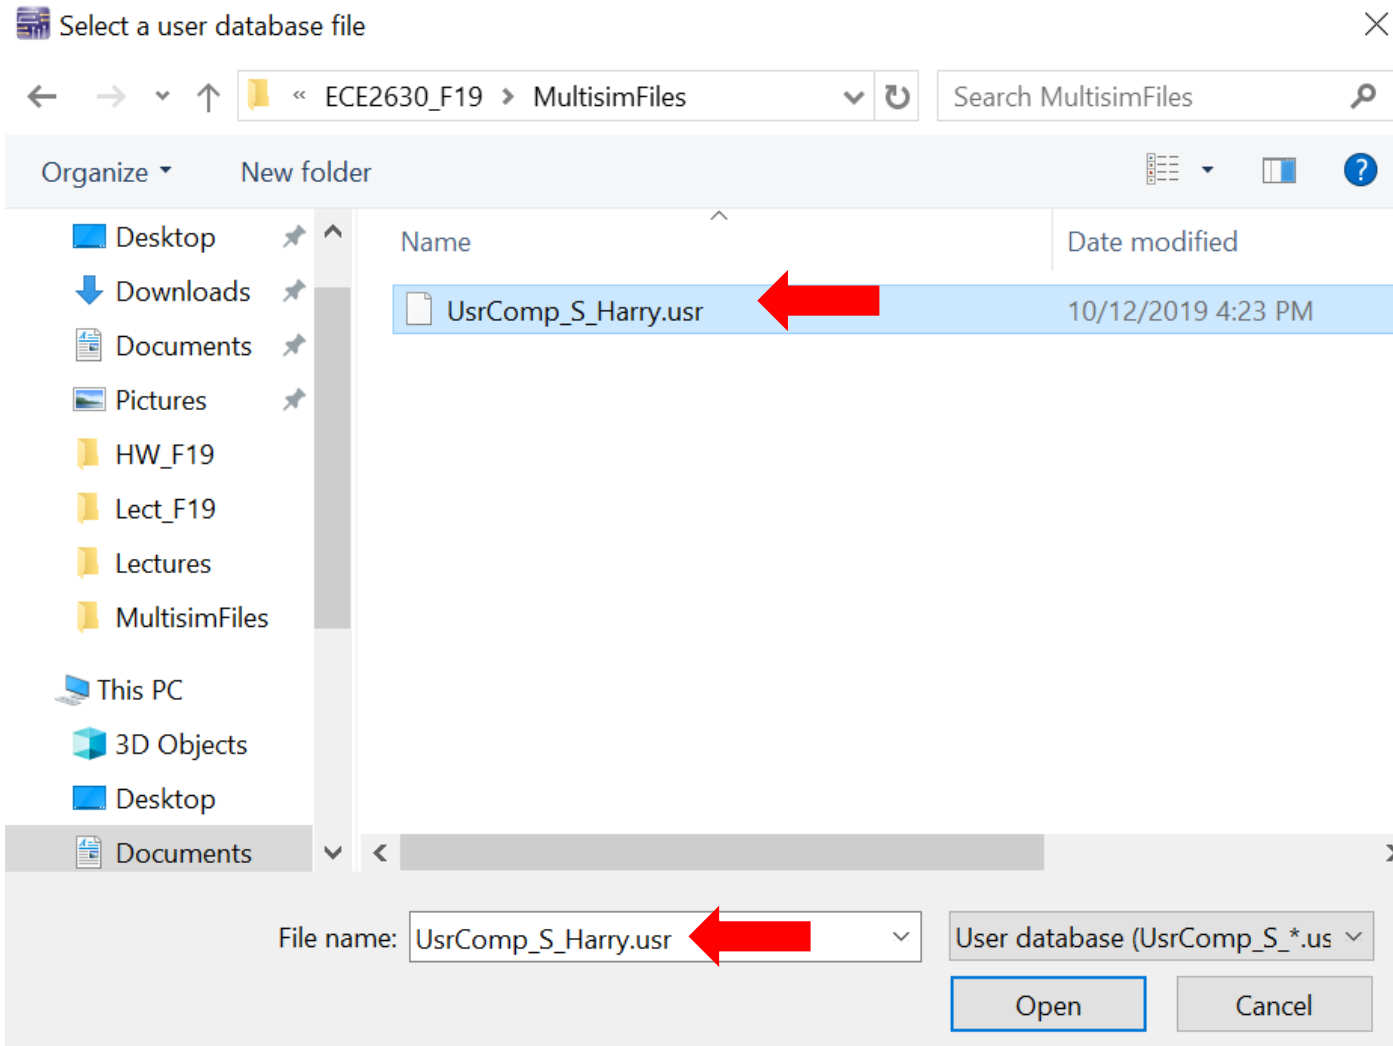 Select a user database file
« ECE2630_F19 > MultisimFiles
Search MultisimFiles
Organize
New folder
?
Name
Date modified
Desktop
Downloads
Documents
Pictures
HW_F19
Lect_F19
Lectures
MultisimFiles
This PC
3D Objects
Desktop
Documents
UsrComp_S_Harry.usr
10/12/2019 4:23 PM
File name:
UsrComp_S_Harry.usr
User database (UsrComp_S_*.us
Open
Cancel